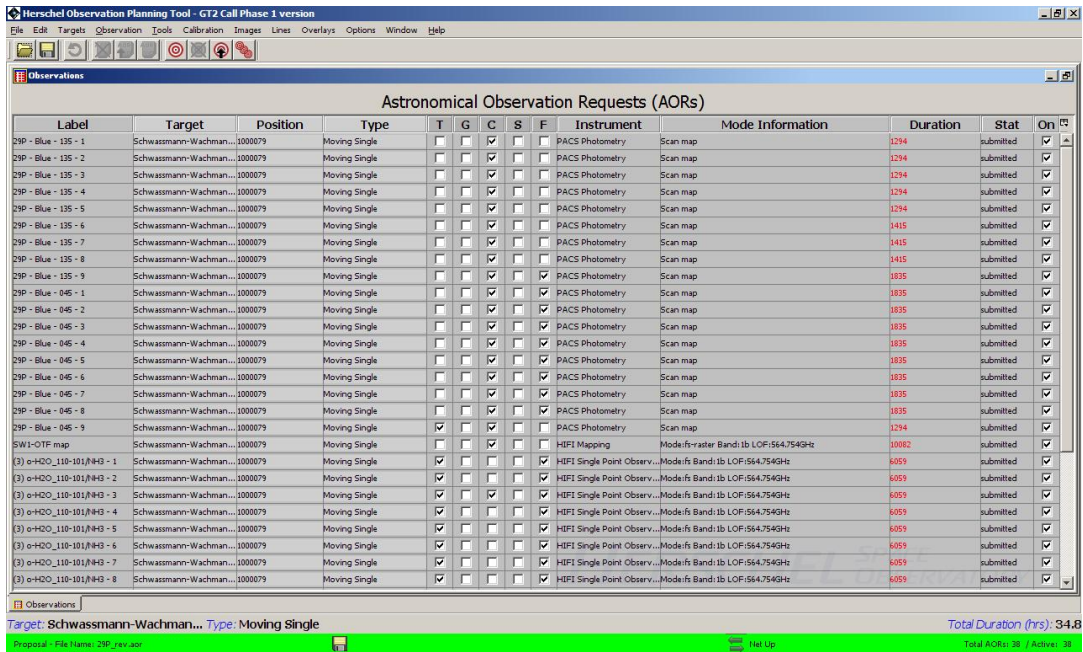 Herschel Observation Planning Tool - GT2 Call Phase 1 version
File Edit Targets Observation Tools Calibration Images Lines Overlays Options Window Help
Observations
Astronomical Observation Requests (AORs)
Label Target Position Type T G C S F Instrument Mode Information Duration Stat On
29P - Blue - 135 - 1 Schwassmann-Wachman... 1000079 Moving Single PACS Photometry Scan map 1294 submitted
29P - Blue - 135 - 2 Schwassmann-Wachman... 1000079 Moving Single PACS Photometry Scan map 1294 submitted
29P - Blue - 135 - 3 Schwassmann-Wachman... 1000079 Moving Single PACS Photometry Scan map 1294 submitted
29P - Blue - 135 - 4 Schwassmann-Wachman... 1000079 Moving Single PACS Photometry Scan map 1294 submitted
29P - Blue - 135 - 5 Schwassmann-Wachman... 1000079 Moving Single PACS Photometry Scan map 1294 submitted
29P - Blue - 135 - 6 Schwassmann-Wachman... 1000079 Moving Single PACS Photometry Scan map 1415 submitted
29P - Blue - 135 - 7 Schwassmann-Wachman... 1000079 Moving Single PACS Photometry Scan map 1415 submitted
29P - Blue - 135 - 8 Schwassmann-Wachman... 1000079 Moving Single PACS Photometry Scan map 1415 submitted
29P - Blue - 135 - 9 Schwassmann-Wachman... 1000079 Moving Single PACS Photometry Scan map 1835 submitted
29P - Blue - 045 - 1 Schwassmann-Wachman... 1000079 Moving Single PACS Photometry Scan map 1835 submitted
29P - Blue - 045 - 2 Schwassmann-Wachman... 1000079 Moving Single PACS Photometry Scan map 1835 submitted
29P - Blue - 045 - 3 Schwassmann-Wachman... 1000079 Moving Single PACS Photometry Scan map 1835 submitted
29P - Blue - 045 - 4 Schwassmann-Wachman... 1000079 Moving Single PACS Photometry Scan map 1835 submitted
29P - Blue - 045 - 5 Schwassmann-Wachman... 1000079 Moving Single PACS Photometry Scan map 1835 submitted
29P - Blue - 045 - 6 Schwassmann-Wachman... 1000079 Moving Single PACS Photometry Scan map 1835 submitted
29P - Blue - 045 - 7 Schwassmann-Wachman... 1000079 Moving Single PACS Photometry Scan map 1835 submitted
29P - Blue - 045 - 8 Schwassmann-Wachman... 1000079 Moving Single PACS Photometry Scan map 1835 submitted
29P - Blue - 045 - 9 Schwassmann-Wachman... 1000079 Moving Single PACS Photometry Scan map 1294 submitted
SW1-OTF map Schwassmann-Wachman... 1000079 Moving Single HIFI Mapping Mode:fs-raster Band:1b LOF:564.754GHz 10082 submitted
(3) o-H2O_110-101/NH3 - 1 Schwassmann-Wachman... 1000079 Moving Single HIFI Single Point Observ... Mode:fs Band:1b LOF:564.754GHz 6059 submitted
(3) o-H2O_110-101/NH3 - 2 Schwassmann-Wachman... 1000079 Moving Single HIFI Single Point Observ... Mode:fs Band:1b LOF:564.754GHz 6059 submitted
(3) o-H2O_110-101/NH3 - 3 Schwassmann-Wachman... 1000079 Moving Single HIFI Single Point Observ... Mode:fs Band:1b LOF:564.754GHz 6059 submitted
(3) o-H2O_110-101/NH3 - 4 Schwassmann-Wachman... 1000079 Moving Single HIFI Single Point Observ... Mode:fs Band:1b LOF:564.754GHz 6059 submitted
(3) o-H2O_110-101/NH3 - 5 Schwassmann-Wachman... 1000079 Moving Single HIFI Single Point Observ... Mode:fs Band:1b LOF:564.754GHz 6059 submitted
(3) o-H2O_110-101/NH3 - 6 Schwassmann-Wachman... 1000079 Moving Single HIFI Single Point Observ... Mode:fs Band:1b LOF:564.754GHz 6059 submitted
(3) o-H2O_110-101/NH3 - 7 Schwassmann-Wachman... 1000079 Moving Single HIFI Single Point Observ... Mode:fs Band:1b LOF:564.754GHz 6059 submitted
(3) o-H2O_110-101/NH3 - 8 Schwassmann-Wachman... 1000079 Moving Single HIFI Single Point Observ... Mode:fs Band:1b LOF:564.754GHz 6059 submitted
Observations
Target: Schwassmann-Wachman... Type: Moving Single Total Duration (hrs): 34.8
Proposal - File Name: 29P_rev.aor Net Up Total AORs: 38 / Active: 38